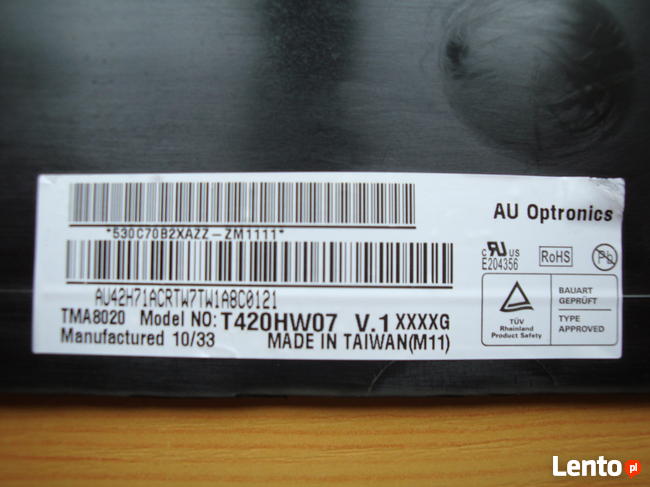 *530C70B2XAZZ-ZM1111*
AU42H71ACRTW7TW1A8C0121
TMA8020 Model NO: T420HW07 V.1 XXXXG
Manufactured 10/33 MADE IN TAIWAN(M11)
AU Optronics
c RU US
E204356
RoHS
Pb
TÜV
Rheinland
Product Safety
BAUART
GEPRÜFT
TYPE
APPROVED
Lento.pl